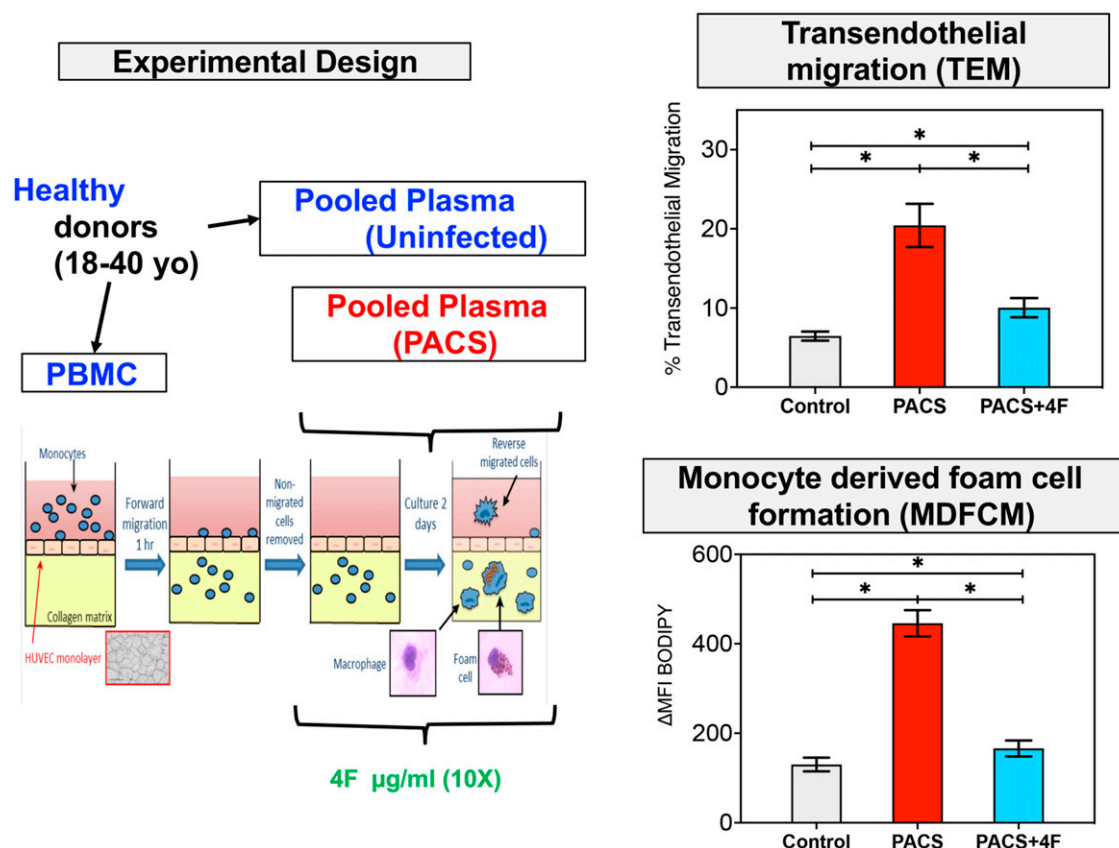 Experimental Design
Healthy
donors
(18-40 yo)
Pooled Plasma
(Uninfected)
Pooled Plasma
(PACS)
PBMC
Monocytes
Forward
migration
1 hr
Non-
migrated
cells
removed
Culture 2
days
Reverse
migrated cells
Collagen matrix
HUVEC monolayer
Macrophage
Foam
cell
4F µg/ml (10X)
Transendothelial
migration (TEM)
% Transendothelial Migration
30
20
10
0
*
*
*
Control
PACS
PACS+4F
Monocyte derived foam cell
formation (MDFCM)
ΔMFI BODIPY
600
400
200
0
*
*
*
Control
PACS
PACS+4F